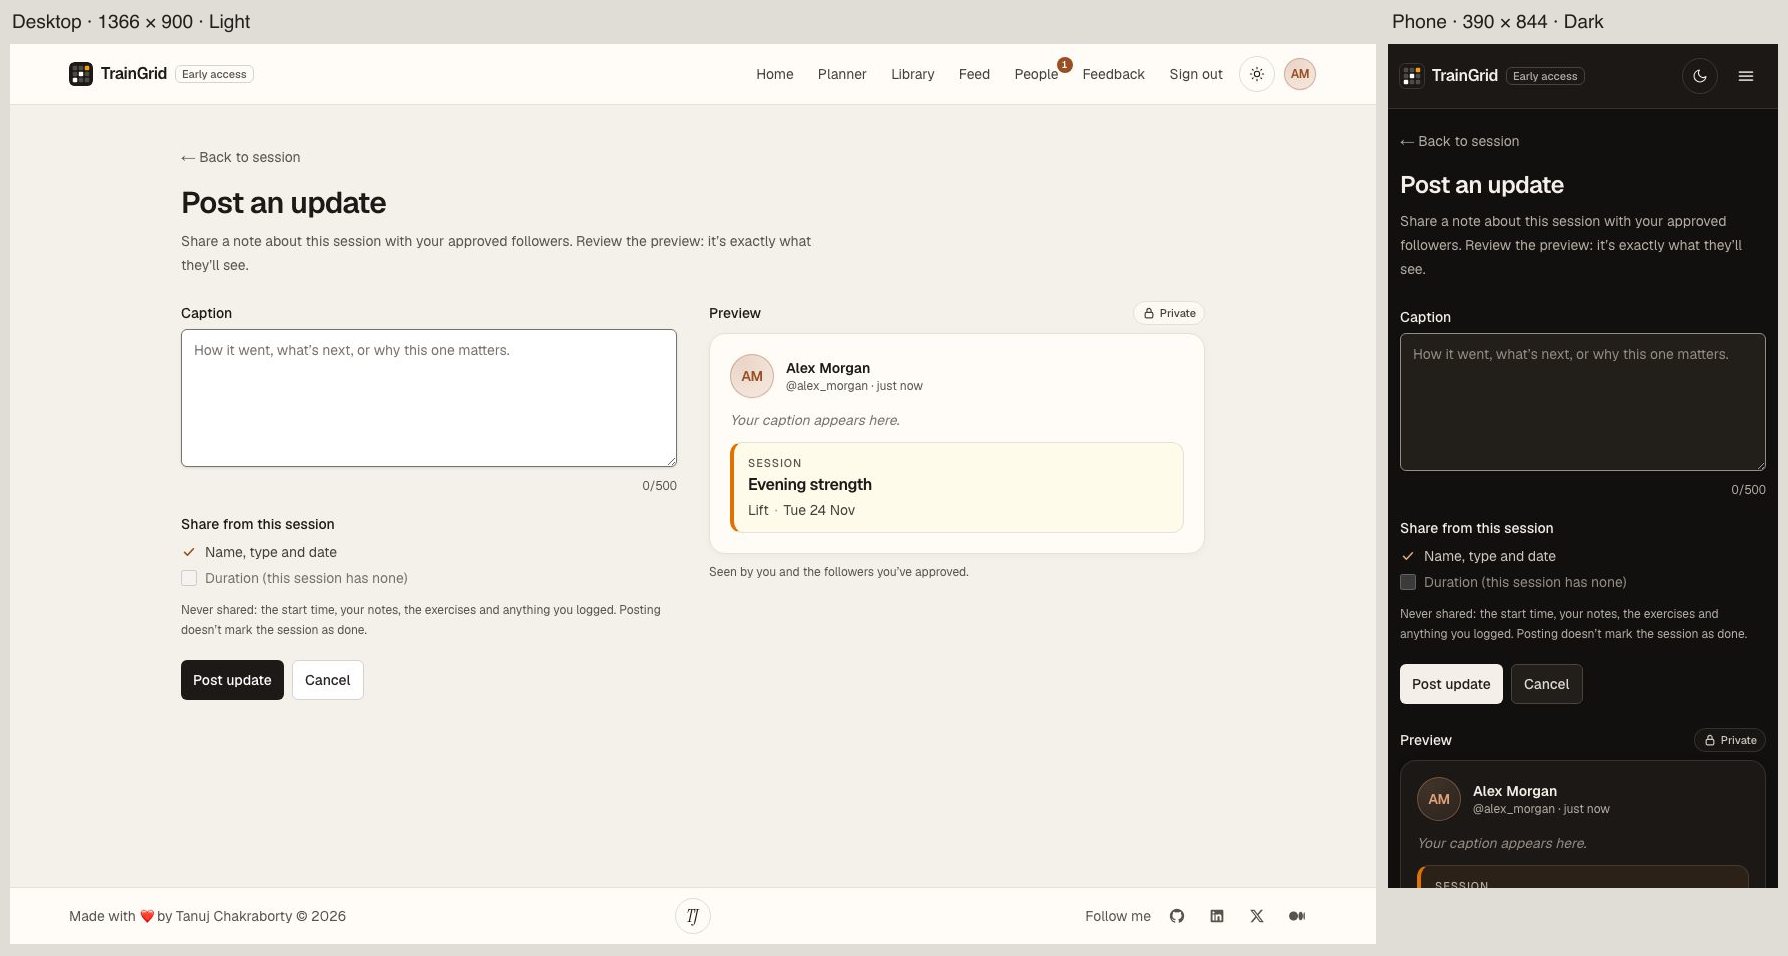 Desktop · 1366 × 900 · Light
TrainGrid
Early access
Home
Planner
Library
Feed
People
1
Feedback
Sign out
AM
← Back to session
Post an update
Share a note about this session with your approved followers. Review the preview: it’s exactly what
they’ll see.
Caption
How it went, what’s next, or why this one matters.
0/500
Share from this session
Name, type and date
Duration (this session has none)
Never shared: the start time, your notes, the exercises and anything you logged. Posting
doesn’t mark the session as done.
Post update
Cancel
Preview
Private
AM
Alex Morgan
@alex_morgan · just now
Your caption appears here.
SESSION
Evening strength
Lift · Tue 24 Nov
Seen by you and the followers you’ve approved.
Made with ❤️ by Tanuj Chakraborty © 2026
TJ
Follow me
Phone · 390 × 844 · Dark
TrainGrid
Early access
← Back to session
Post an update
Share a note about this session with your approved
followers. Review the preview: it’s exactly what they’ll
see.
Caption
How it went, what’s next, or why this one matters.
0/500
Share from this session
Name, type and date
Duration (this session has none)
Never shared: the start time, your notes, the exercises and
anything you logged. Posting doesn’t mark the session as done.
Post update
Cancel
Preview
Private
AM
Alex Morgan
@alex_morgan · just now
Your caption appears here.
SESSION